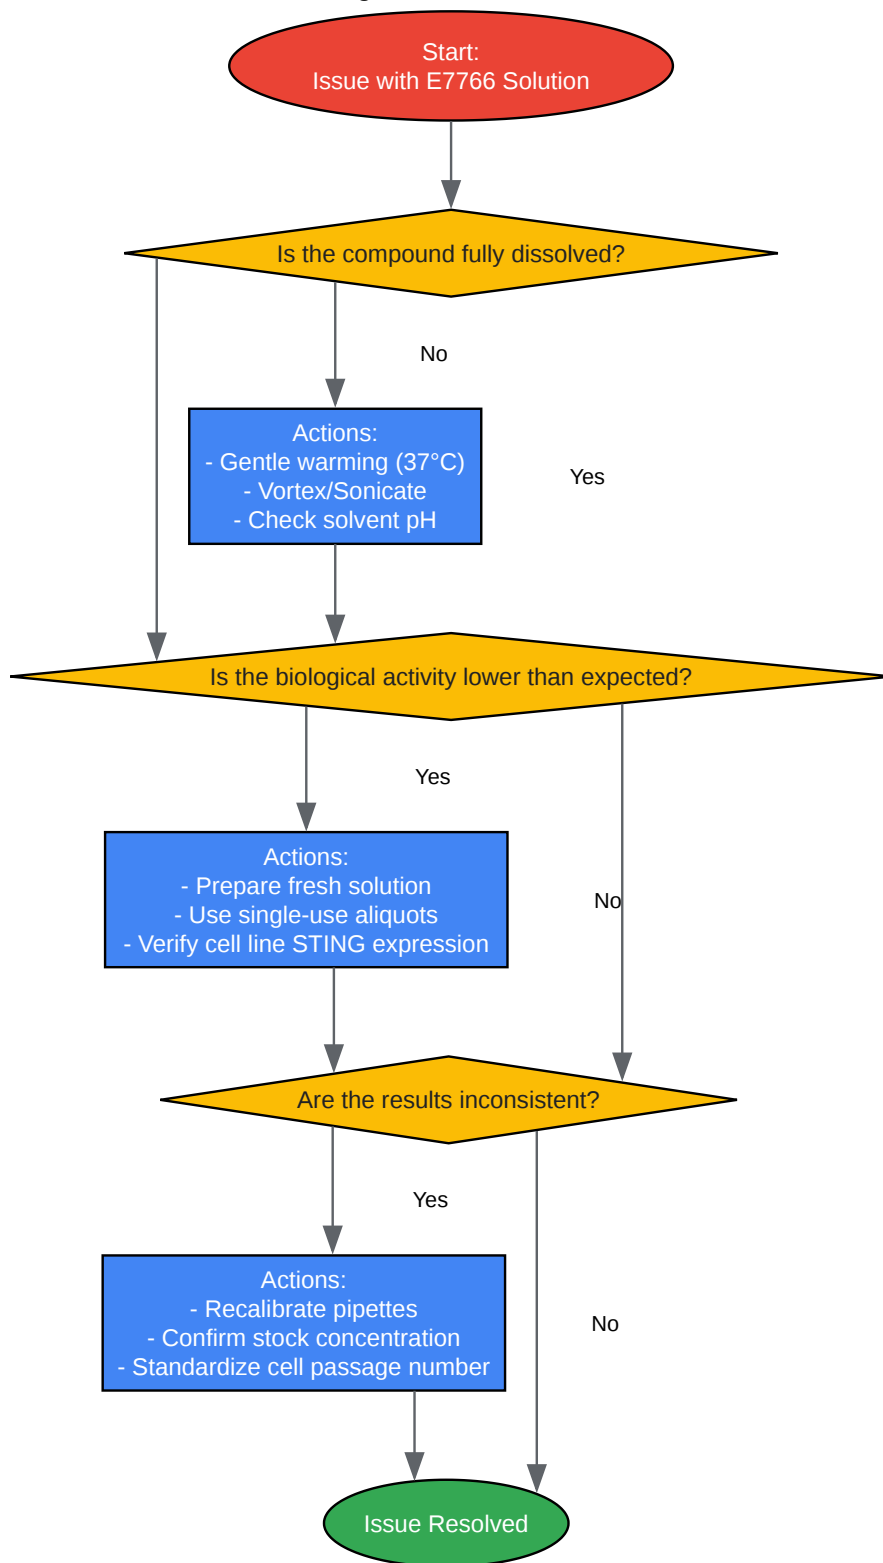 Start:
Issue with E7766 Solution
Is the compound fully dissolved?
No
Actions:
- Gentle warming (37°C)
- Vortex/Sonicate
- Check solvent pH
Yes
Is the biological activity lower than expected?
Yes
Actions:
- Prepare fresh solution
- Use single-use aliquots
- Verify cell line STING expression
No
Are the results inconsistent?
Yes
Actions:
- Recalibrate pipettes
- Confirm stock concentration
- Standardize cell passage number
No
Issue Resolved